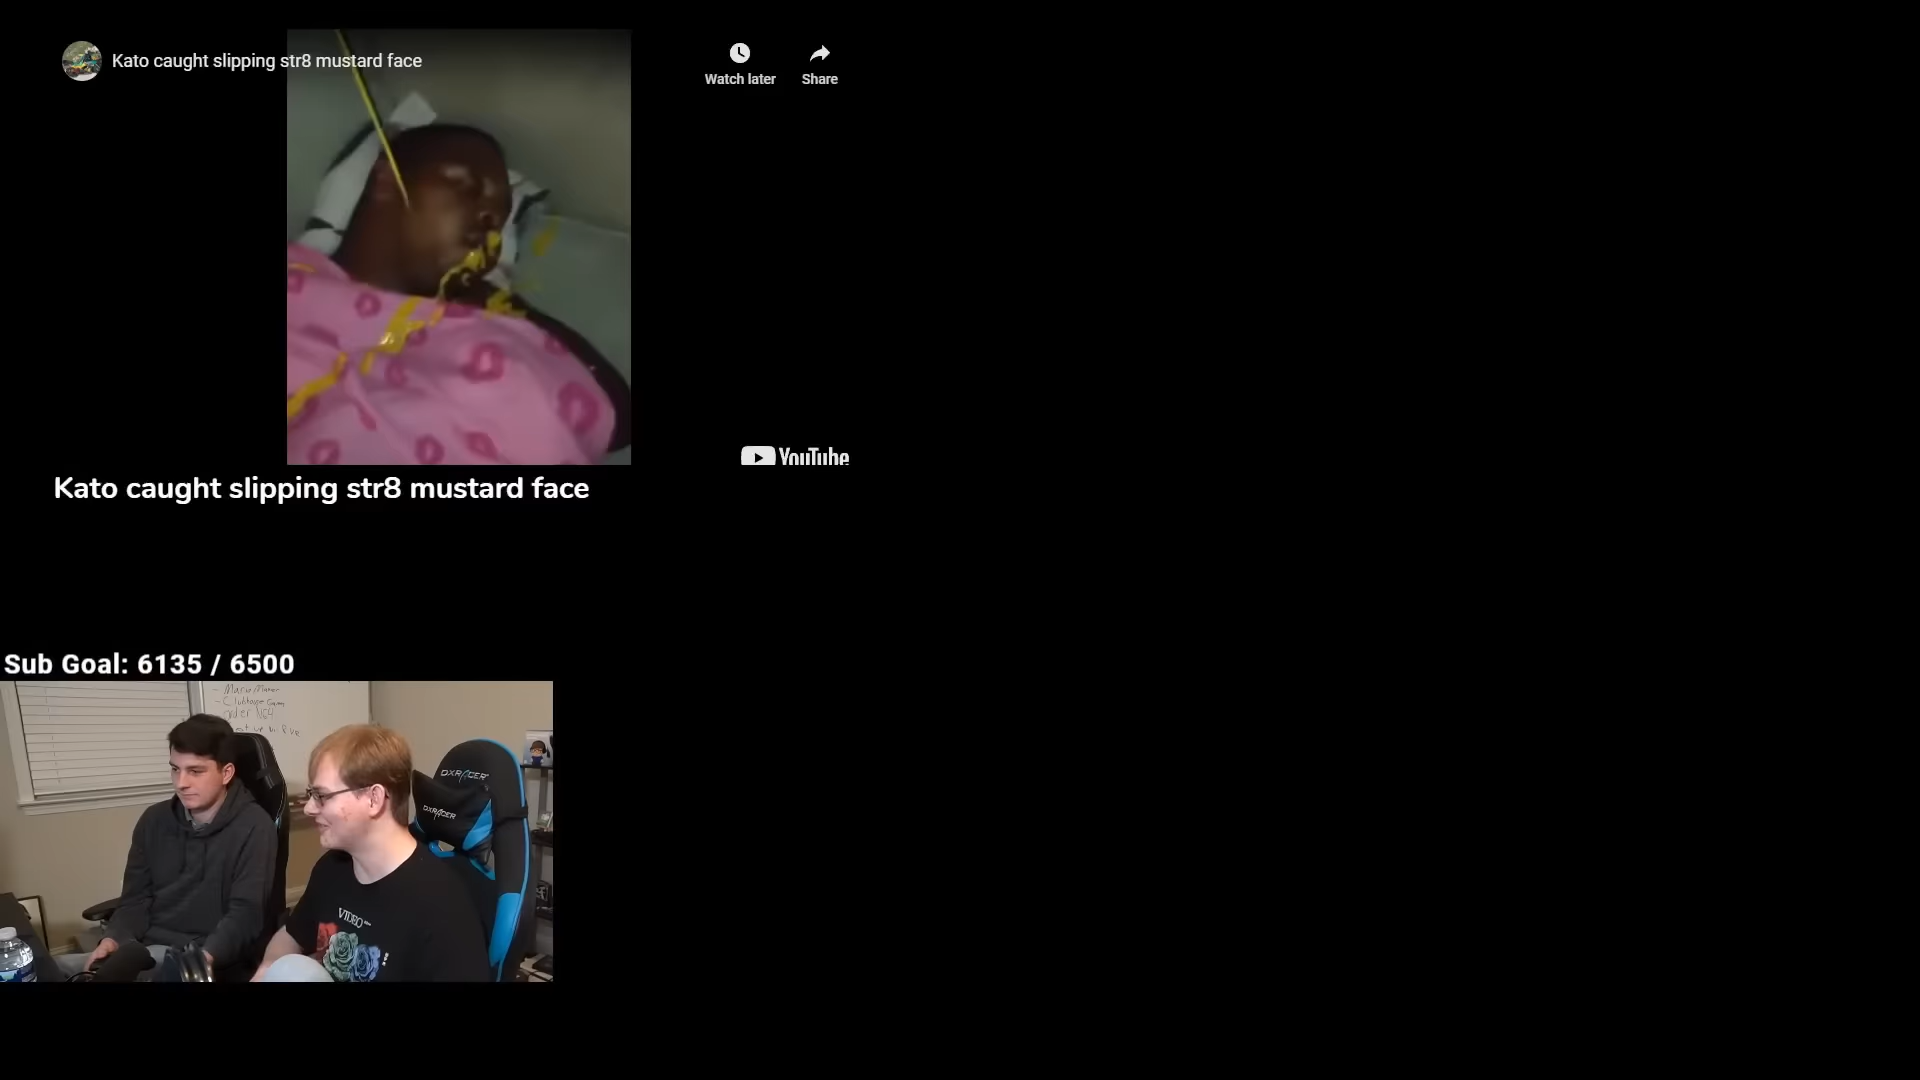 Kato caught slipping str8 mustard face
Watch later
Share
YouTube
Kato caught slipping str8 mustard face
Sub Goal: 6135 / 6500
DXRACER
DXRACER
VIDEO